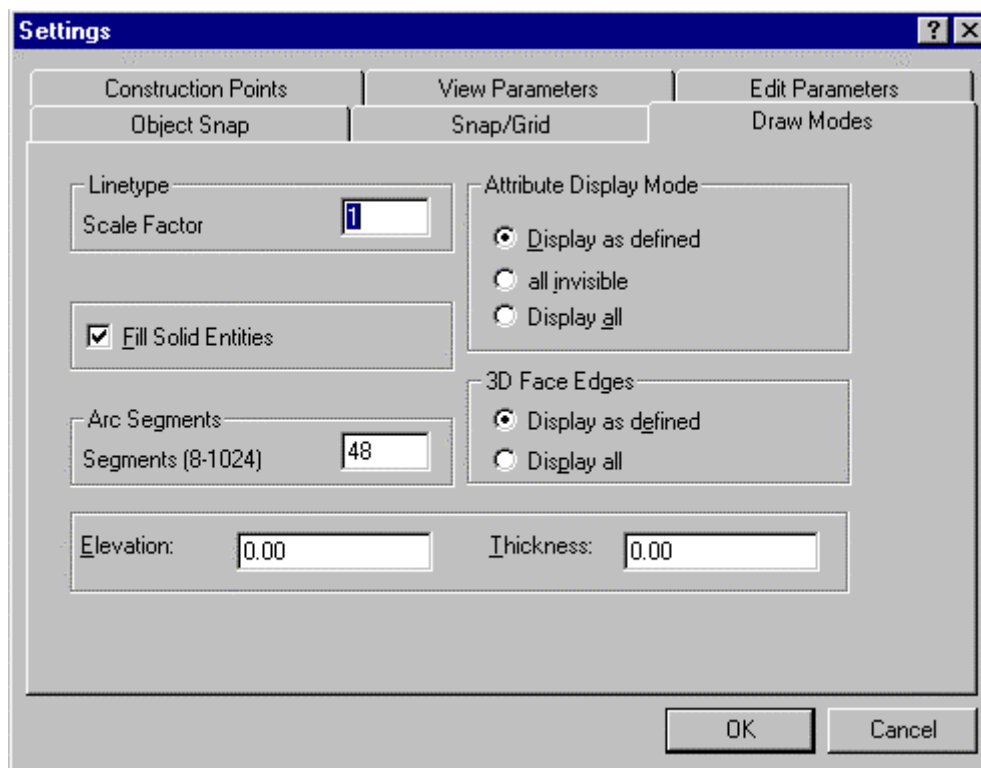 Settings
Construction Points
View Parameters
Edit Parameters
Object Snap
Snap/Grid
Draw Modes
Linetype
Scale Factor
1
Fill Solid Entities
Arc Segments
Segments (8-1024)
48
Attribute Display Mode
Display as defined
all invisible
Display all
3D Face Edges
Display as defined
Display all
Elevation:
0.00
Thickness:
0.00
OK
Cancel